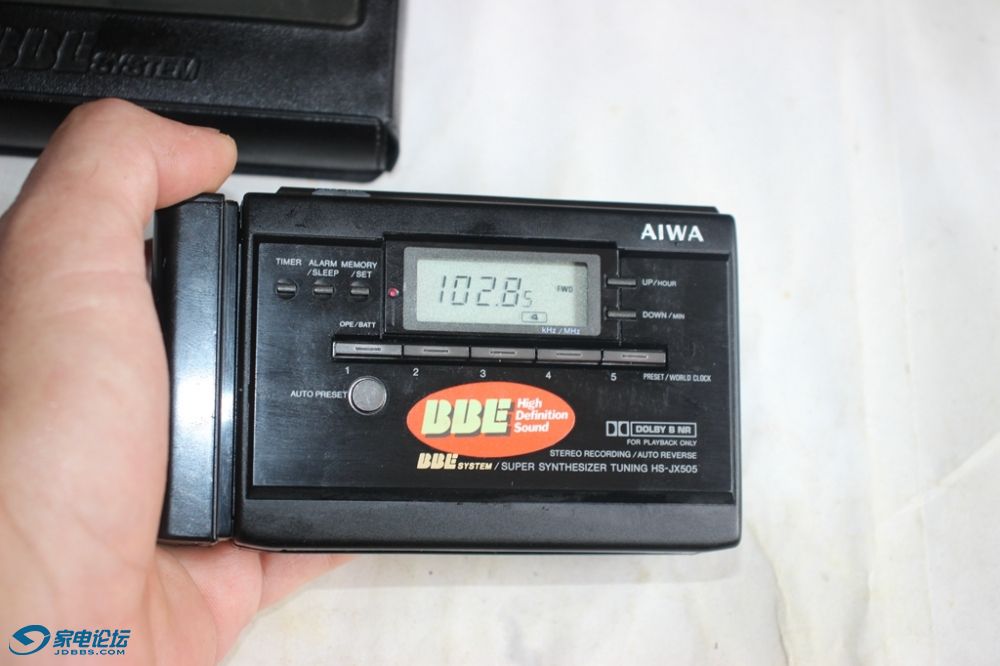 BBE SYSTEM
AIWA
TIMER
ALARM /SLEEP
MEMORY /SET
102.85
FWD
kHz / MHz
UP/HOUR
DOWN/MIN
OPE/BATT
1 2 3 4 5 PRESET/WORLD CLOCK
AUTO PRESET
BBE High
Definition
Sound
DOLBY B NR
FOR PLAYBACK ONLY
STEREO RECORDING/AUTO REVERSE
BBE SYSTEM/SUPER SYNTHESIZER TUNING HS-JX505
家电论坛
JDBBS.COM